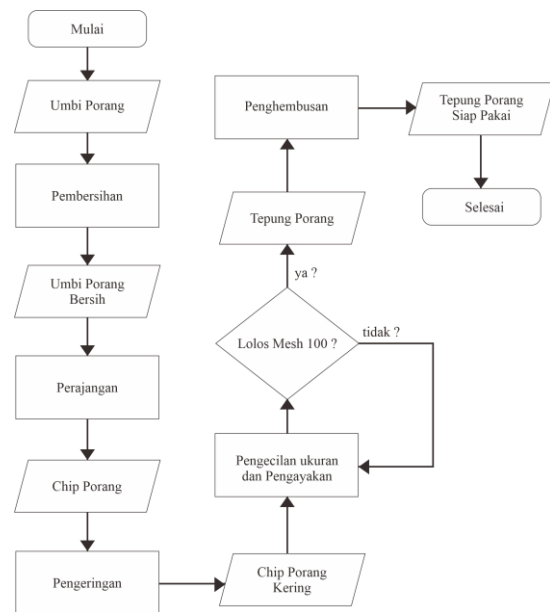 Mulai
Umbi Porang
Pembersihan
Umbi Porang
Bersih
Perajangan
Chip Porang
Pengeringan
Chip Porang
Kering
Pengecilan ukuran
dan Pengayakan
Lolos Mesh 100 ?
tidak ?
ya ?
Tepung Porang
Penghembusan
Tepung Porang
Siap Pakai
Selesai